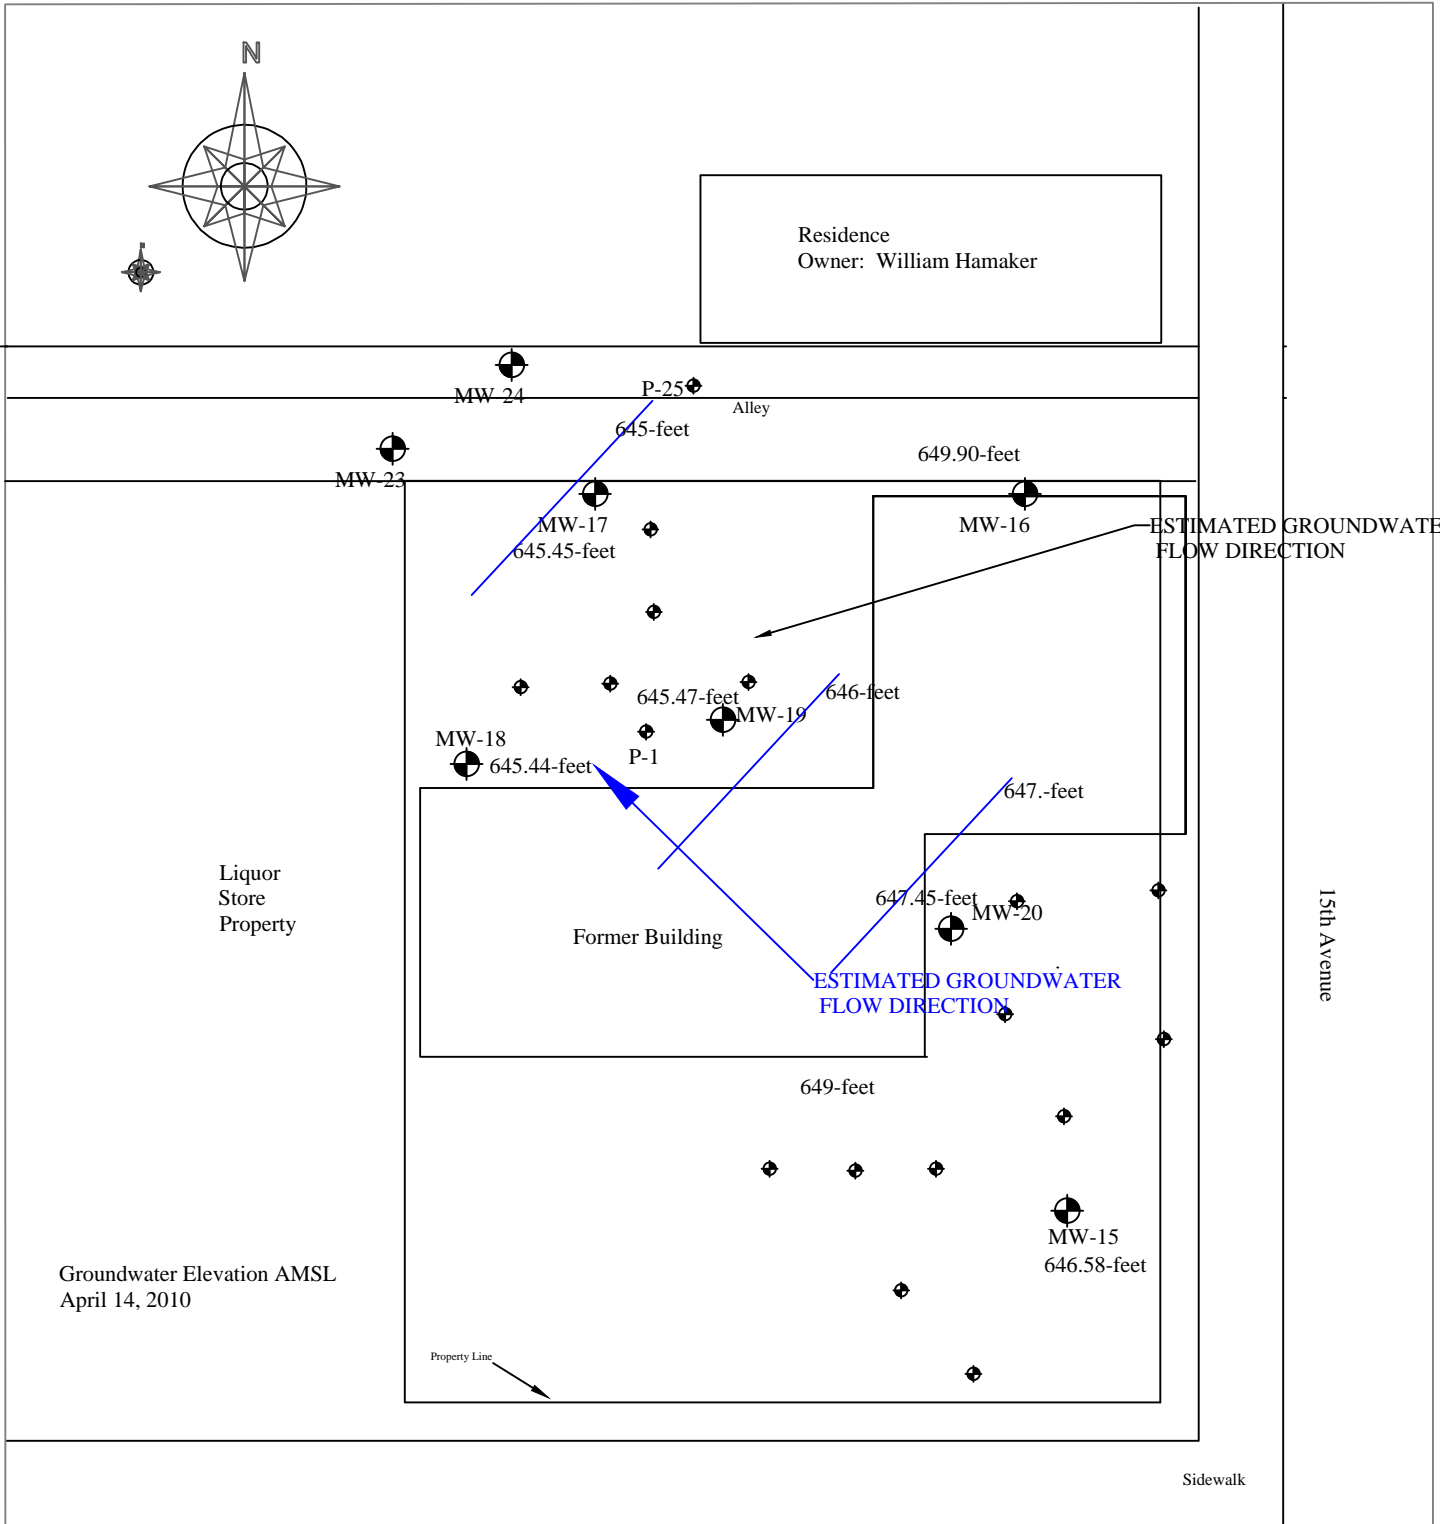 N
N
Residence
Owner: William Hamaker
MW-24
P-25
Alley
645-feet
649.90-feet
MW-23
MW-17
645.45-feet
MW-16
ESTIMATED GROUNDWATE
FLOW DIRECTION
645.47-feet
646-feet
MW-19
MW-18
645.44-feet
P-1
647.-feet
Liquor
Store
Property
647.45-feet
MW-20
15th Avenue
Former Building
ESTIMATED GROUNDWATER
FLOW DIRECTION
649-feet
MW-15
646.58-feet
Groundwater Elevation AMSL
April 14, 2010
Property Line
Sidewalk